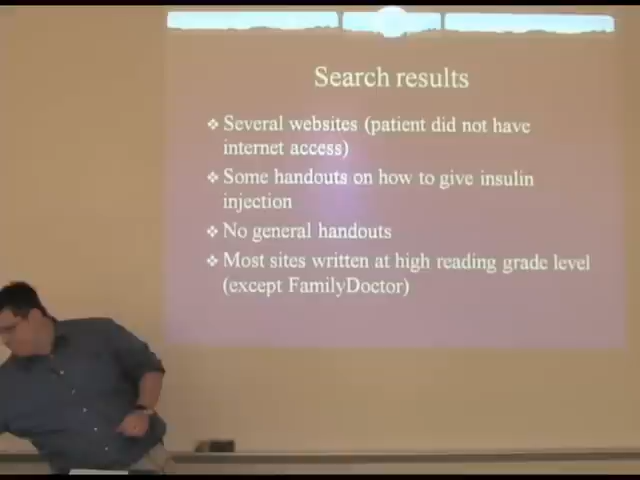 Search results
❖ Several websites (patient did not have
internet access)
❖ Some handouts on how to give insulin
injection
❖ No general handouts
❖ Most sites written at high reading grade level
(except FamilyDoctor)